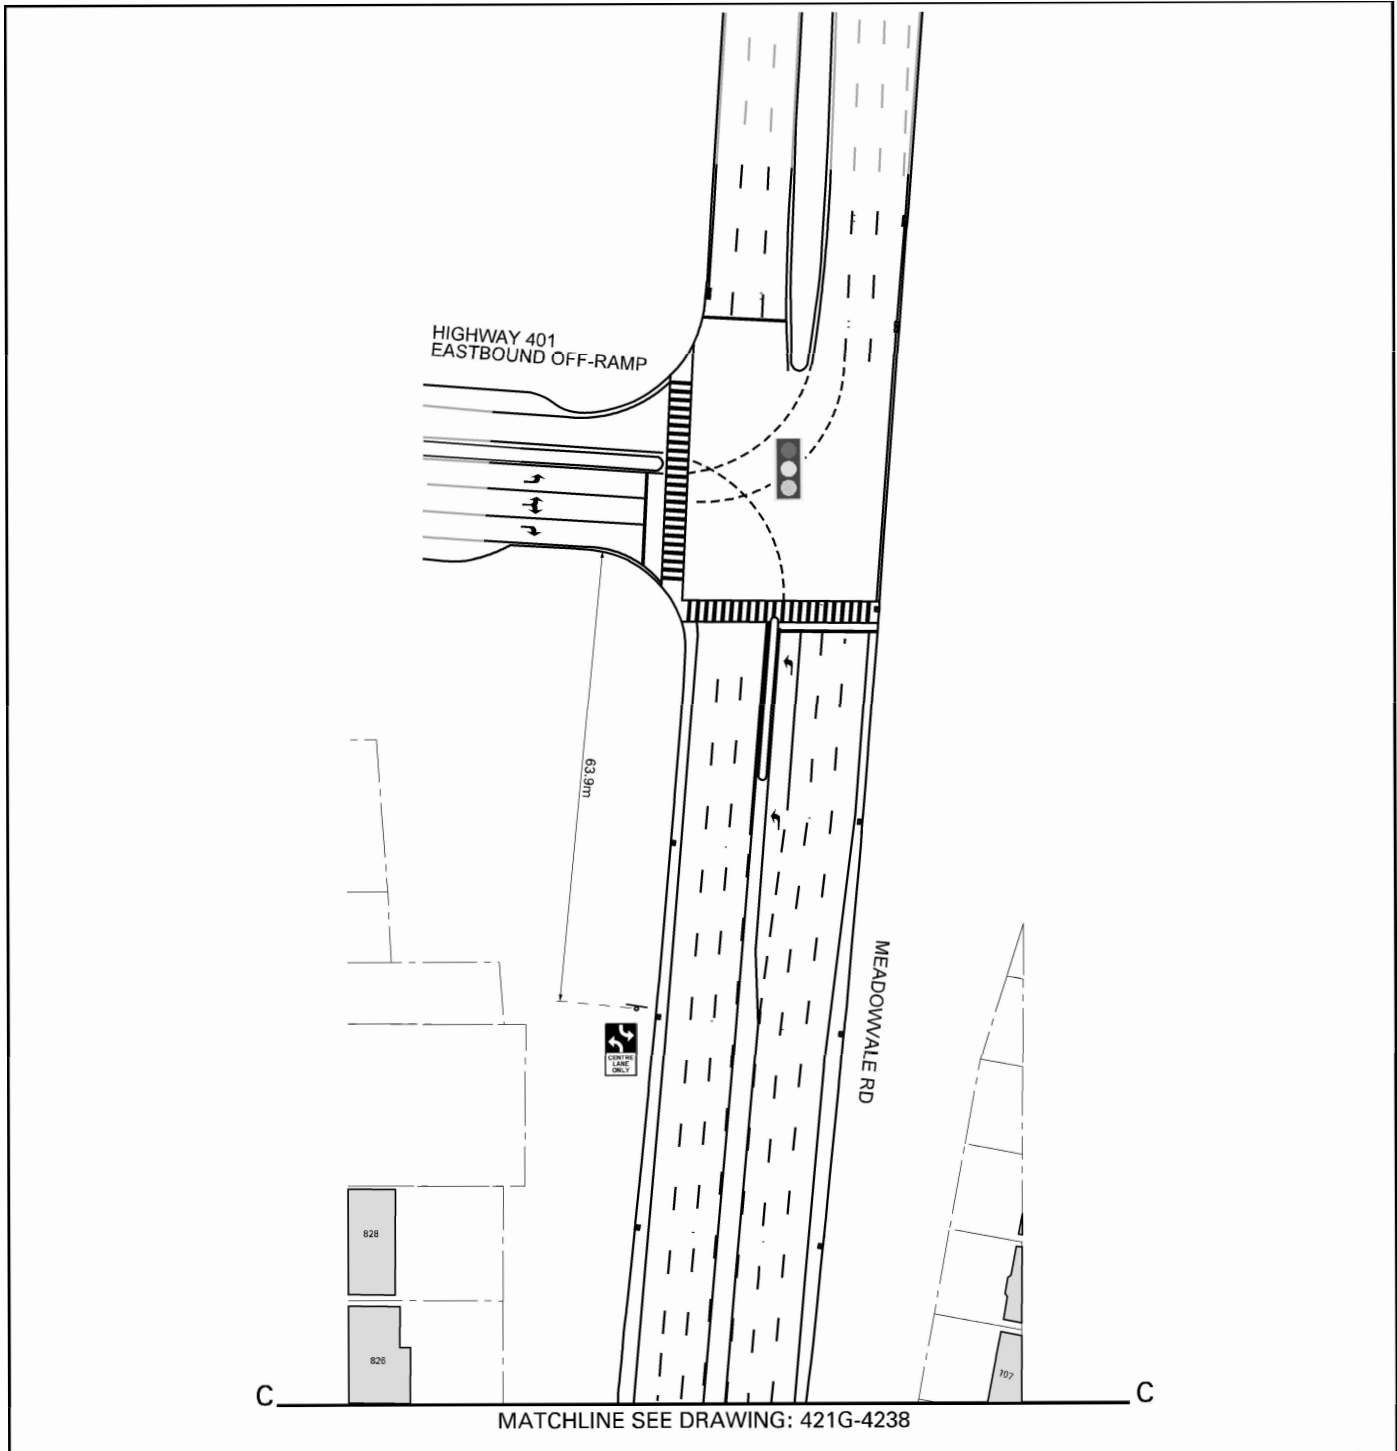 HIGHWAY 401
EASTBOUND OFF-RAMP
63.9m
MEADOWVALE RD
CENTRE
LANE
ONLY
828
826
107
C
C
MATCHLINE SEE DRAWING: 421G-4238